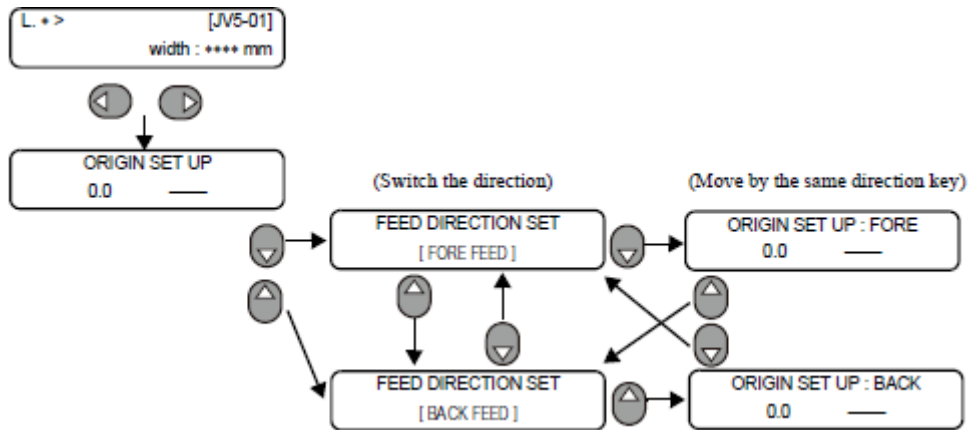 L. * > [JV5-01]
width : **** mm
ORIGIN SET UP
0.0 ——
(Switch the direction)
(Move by the same direction key)
FEED DIRECTION SET
[ FORE FEED ]
ORIGIN SET UP : FORE
0.0 ——
FEED DIRECTION SET
[ BACK FEED ]
ORIGIN SET UP : BACK
0.0 ——